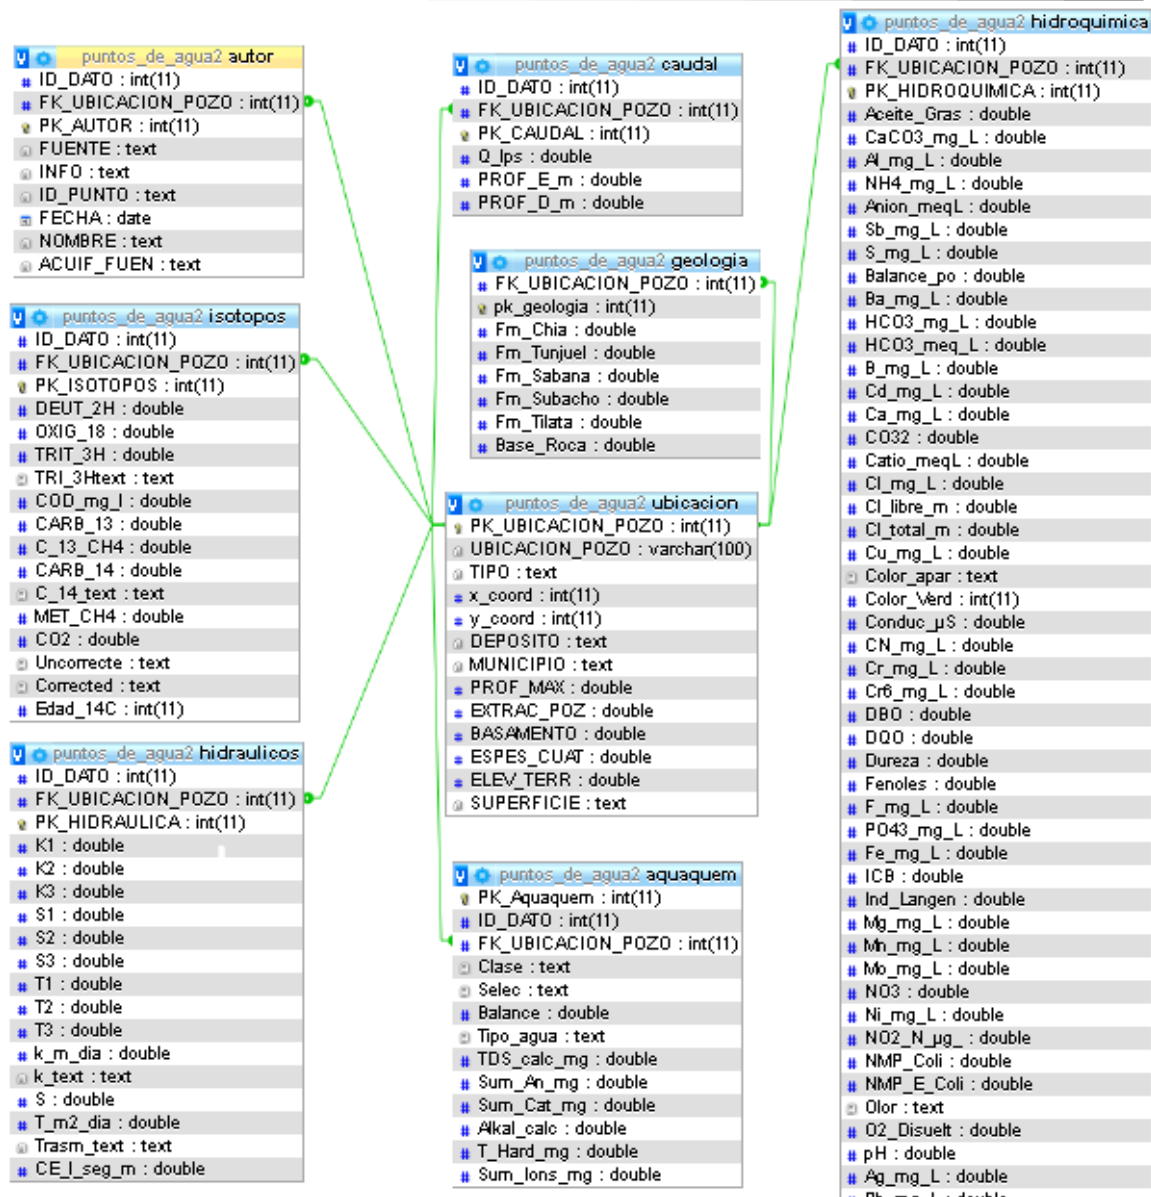 puntos_de_agua2 autor
ID_DATO : int(11)
FK_UBICACION_POZO : int(11)
PK_AUTOR : int(11)
FUENTE : text
INFO : text
ID_PUNTO : text
FECHA : date
NOMBRE : text
ACUIF_FUEN : text
puntos_de_agua2 isotopos
ID_DATO : int(11)
FK_UBICACION_POZO : int(11)
PK_ISOTOPOS : int(11)
DEUT_2H : double
OXIG_18 : double
TRIT_3H : double
TRI_3Htext : text
COD_mg_l : double
CARB_13 : double
C_13_CH4 : double
CARB_14 : double
C_14_text : text
MET_CH4 : double
CO2 : double
Uncorrecte : text
Corrected : text
Edad_14C : int(11)
puntos_de_agua2 hidraulicos
ID_DATO : int(11)
FK_UBICACION_POZO : int(11)
PK_HIDRAULICA : int(11)
K1 : double
K2 : double
K3 : double
S1 : double
S2 : double
S3 : double
T1 : double
T2 : double
T3 : double
k_m_dia : double
k_text : text
S : double
T_m2_dia : double
Trasm_text : text
CE_l_seg_m : double
puntos_de_agua2 caudal
ID_DATO : int(11)
FK_UBICACION_POZO : int(11)
PK_CAUDAL : int(11)
Q_lps : double
PROF_E_m : double
PROF_D_m : double
puntos_de_agua2 geologia
FK_UBICACION_POZO : int(11)
pk_geologia : int(11)
Fm_Chia : double
Fm_Tunjuel : double
Fm_Sabana : double
Fm_Subacho : double
Fm_Tilata : double
Base_Roca : double
puntos_de_agua2 ubicacion
PK_UBICACION_POZO : int(11)
UBICACION_POZO : varchar(100)
TIPO : text
x_coord : int(11)
y_coord : int(11)
DEPOSITO : text
MUNICIPIO : text
PROF_MAX : double
EXTRAC_POZ : double
BASAMENTO : double
ESPES_CUAT : double
ELEV_TERR : double
SUPERFICIE : text
puntos_de_agua2 aquaquem
PK_Aquaquem : int(11)
ID_DATO : int(11)
FK_UBICACION_POZO : int(11)
Clase : text
Selec : text
Balance : double
Tipo_agua : text
TDS_calc_mg : double
Sum_An_mg : double
Sum_Cat_mg : double
Alkal_calc : double
T_Hard_mg : double
Sum_Ions_mg : double
puntos_de_agua2 hidroquimica
ID_DATO : int(11)
FK_UBICACION_POZO : int(11)
PK_HIDROQUIMICA : int(11)
Aceite_Gras : double
CaCO3_mg_L : double
Al_mg_L : double
NH4_mg_L : double
Anion_meqL : double
Sb_mg_L : double
S_mg_L : double
Balance_po : double
Ba_mg_L : double
HCO3_mg_L : double
HCO3_meq_L : double
B_mg_L : double
Cd_mg_L : double
Ca_mg_L : double
CO32 : double
Catio_meqL : double
Cl_mg_L : double
Cl_libre_m : double
Cl_total_m : double
Cu_mg_L : double
Color_apar : text
Color_Verd : int(11)
Conduc_µS : double
CN_mg_L : double
Cr_mg_L : double
Cr6_mg_L : double
DBO : double
DQO : double
Dureza : double
Fenoles : double
F_mg_L : double
PO43_mg_L : double
Fe_mg_L : double
ICB : double
Ind_Langen : double
Mg_mg_L : double
Mn_mg_L : double
Mo_mg_L : double
NO3 : double
Ni_mg_L : double
NO2_N_µg_ : double
NMP_Coli : double
NMP_E_Coli : double
Olor : text
O2_Disuelt : double
pH : double
Ag_mg_L : double